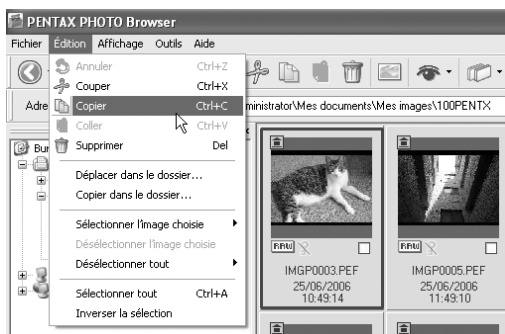 PENTAX PHOTO Browser
Fichier Édition Affichage Outils Aide
Annuler Ctrl+Z
Couper Ctrl+X
Adre
Copier Ctrl+C
ministrator\Mes documents\Mes images\100PENTX
Coller Ctrl+V
Bur
Supprimer Del
Déplacer dans le dossier...
Copier dans le dossier...
Sélectionner l'image choisie
Désélectionner l'image choisie
Désélectionner tout
Sélectionner tout Ctrl+A
Inverser la sélection
RAW
IMGP0003.PEF
25/06/2006
10:49:14
RAW
IMGP0005.PEF
25/06/2006
11:49:10